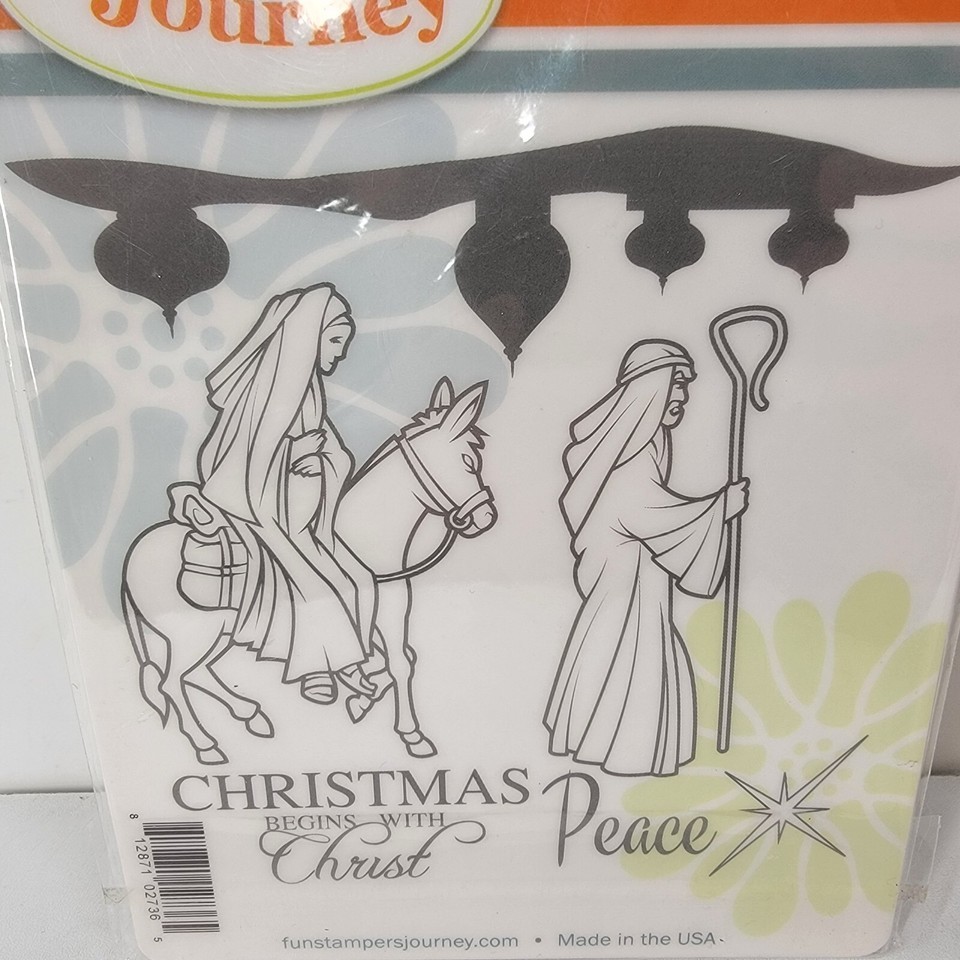 Journey
CHRISTMAS
BEGINS WITH
Christ
Peace
8 12871 02736 5
funstampersjourney.com • Made in the USA